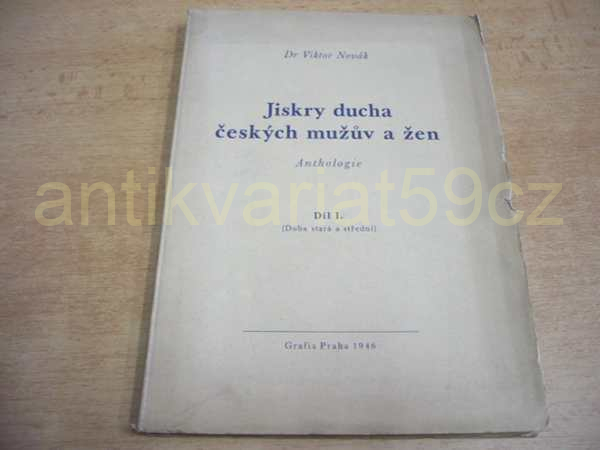 Dr Viktor Novák
Jiskry ducha
českých mužův a žen
Anthologie
antikvariat59cz
Díl I.
(Doba stará a střední)
Grafia Praha 1946